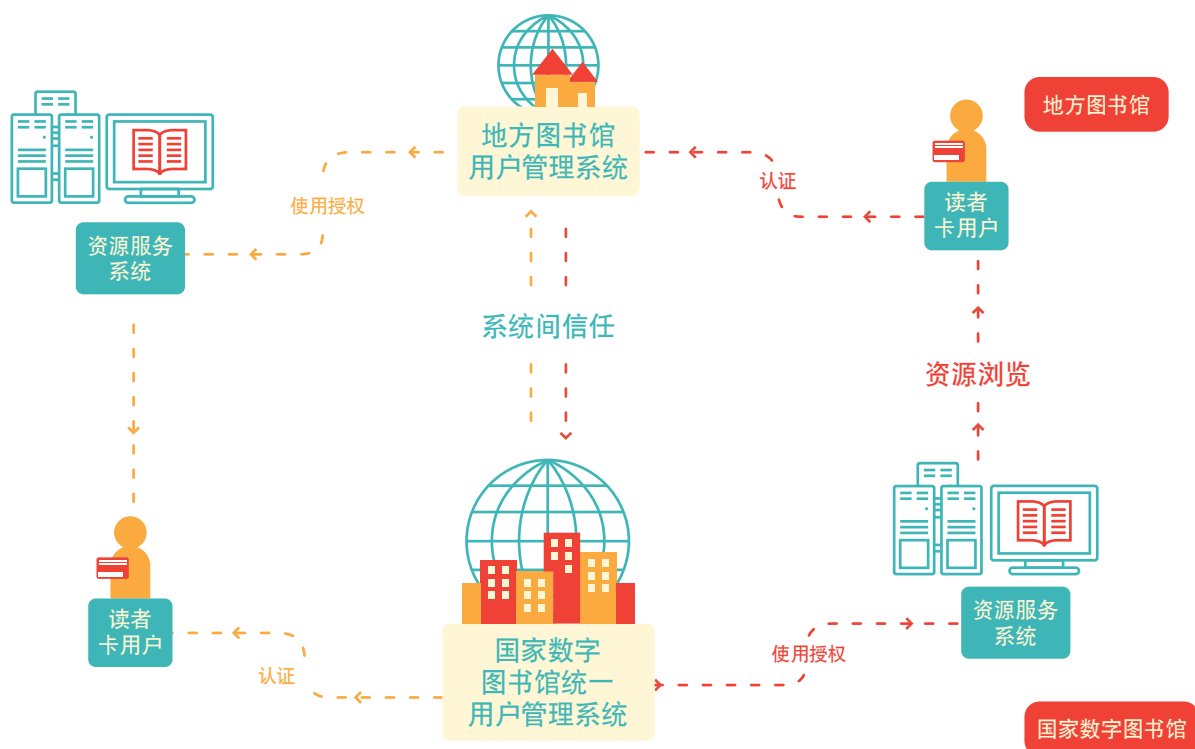 地方图书馆
地方图书馆
用户管理系统
认证
使用授权
读者
卡用户
资源服务
系统
系统间信任
资源浏览
读者
卡用户
资源服务
系统
国家数字
图书馆统一
用户管理系统
使用授权
认证
国家数字图书馆